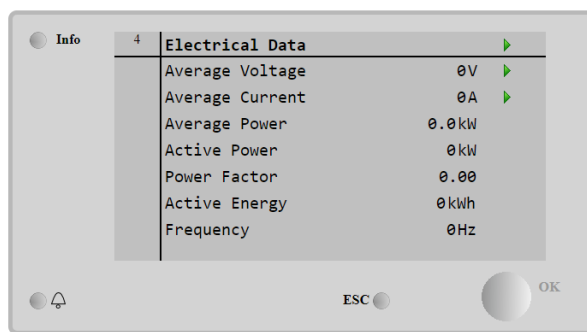 Info
4 Electrical Data
Average Voltage 0V
Average Current 0A
Average Power 0.0kW
Active Power 0kW
Power Factor 0.00
Active Energy 0kWh
Frequency 0Hz
ESC
OK